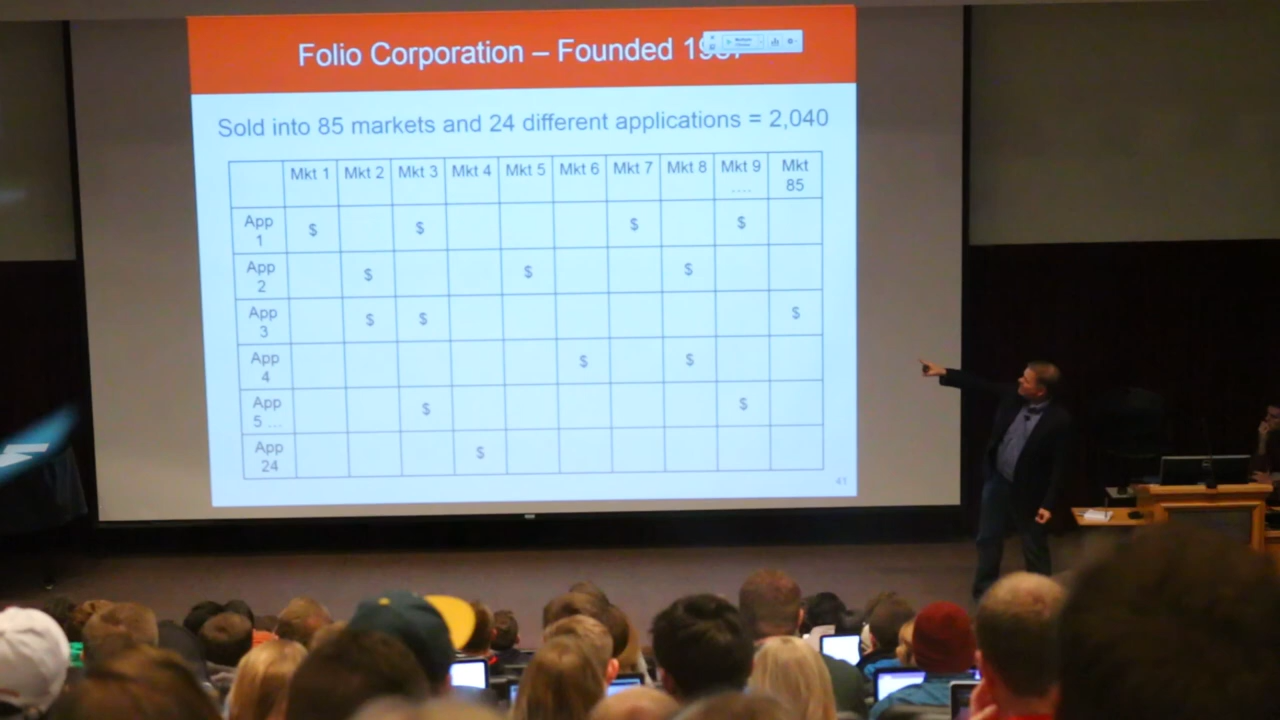 Folio Corporation – Founded
Sold into 85 markets and 24 different applications = 2,040
Mkt 1 Mkt 2 Mkt 3 Mkt 4 Mkt 5 Mkt 6 Mkt 7 Mkt 8 Mkt 9 .... Mkt 85
App 1 $ $ $ $
App 2 $ $ $
App 3 $ $ $
App 4 $ $
App 5 ... $ $
App 24 $
41